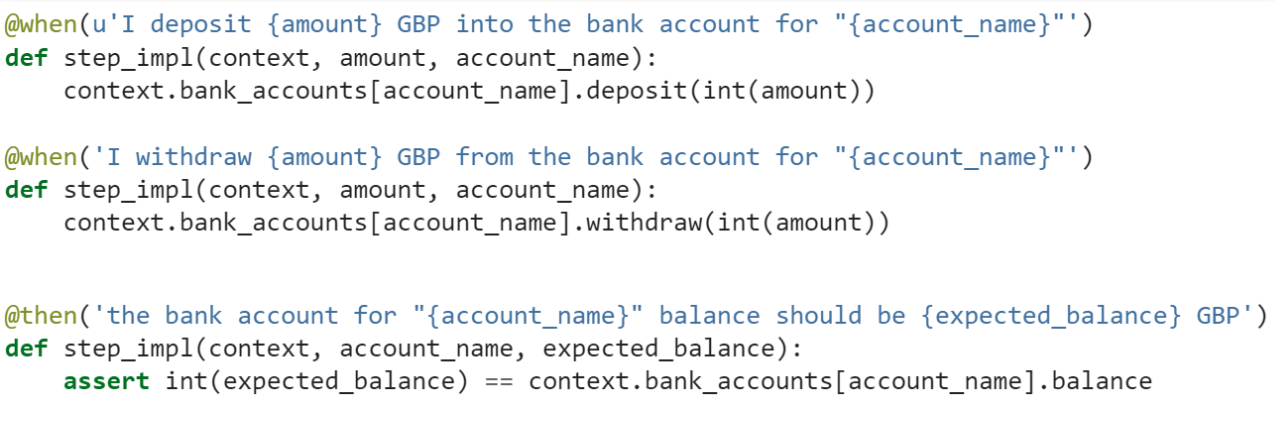 @when(u'I deposit {amount} GBP into the bank account for "{account_name}"')
def step_impl(context, amount, account_name):
    context.bank_accounts[account_name].deposit(int(amount))

@when('I withdraw {amount} GBP from the bank account for "{account_name}"')
def step_impl(context, amount, account_name):
    context.bank_accounts[account_name].withdraw(int(amount))


@then('the bank account for "{account_name}" balance should be {expected_balance} GBP')
def step_impl(context, account_name, expected_balance):
    assert int(expected_balance) == context.bank_accounts[account_name].balance